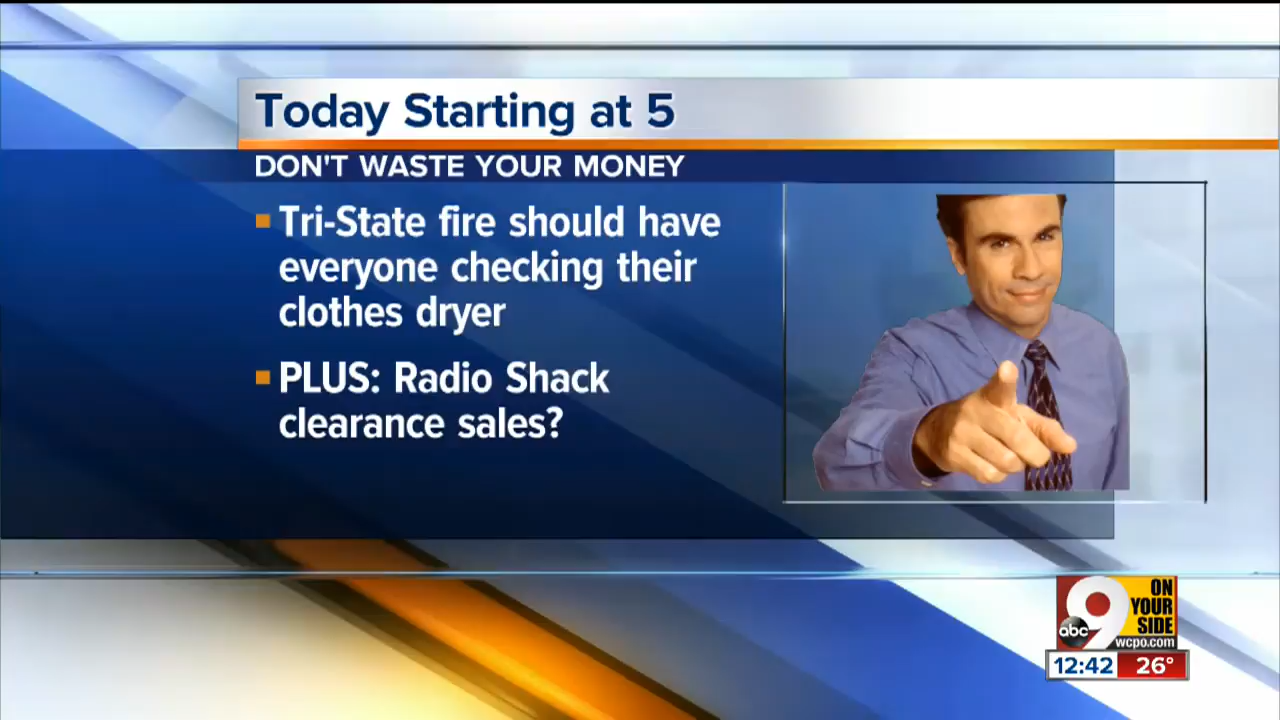 Today Starting at 5
DON'T WASTE YOUR MONEY
Tri-State fire should have
everyone checking their
clothes dryer
PLUS: Radio Shack
clearance sales?
abc 9
ON
YOUR
SIDE
wcpo.com
12:42 26°